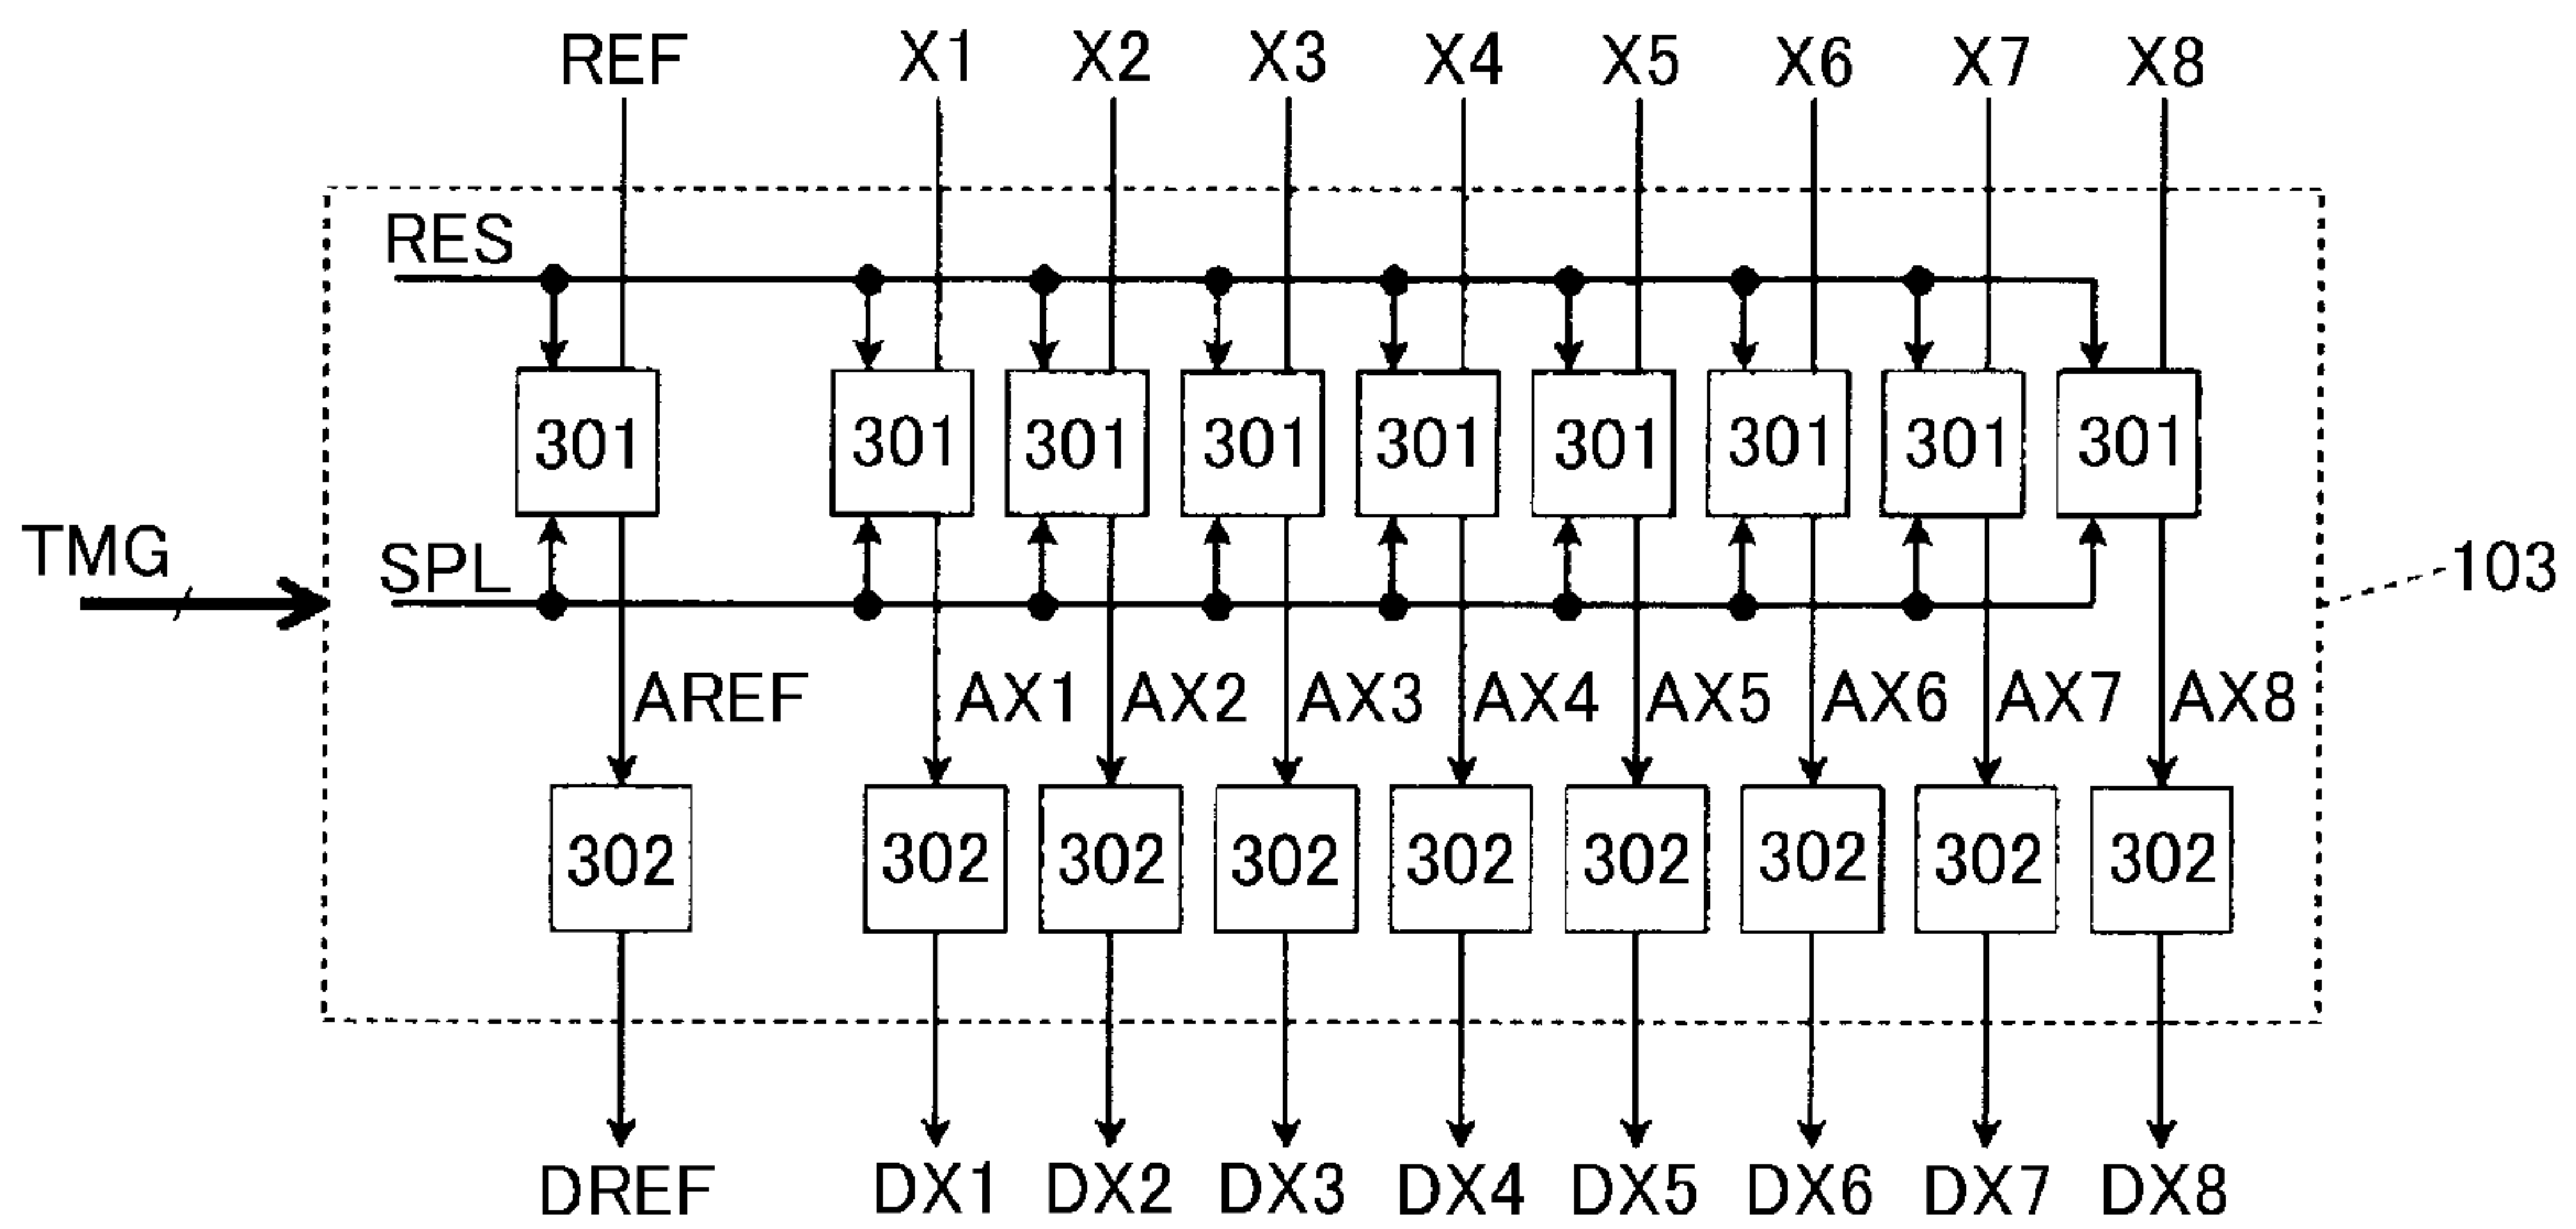 REF X1 X2 X3 X4 X5 X6 X7 X8
RES
301 301 301 301 301 301 301 301 301
TMG SPL 103
AREF AX1 AX2 AX3 AX4 AX5 AX6 AX7 AX8
302 302 302 302 302 302 302 302 302
DREF DX1 DX2 DX3 DX4 DX5 DX6 DX7 DX8